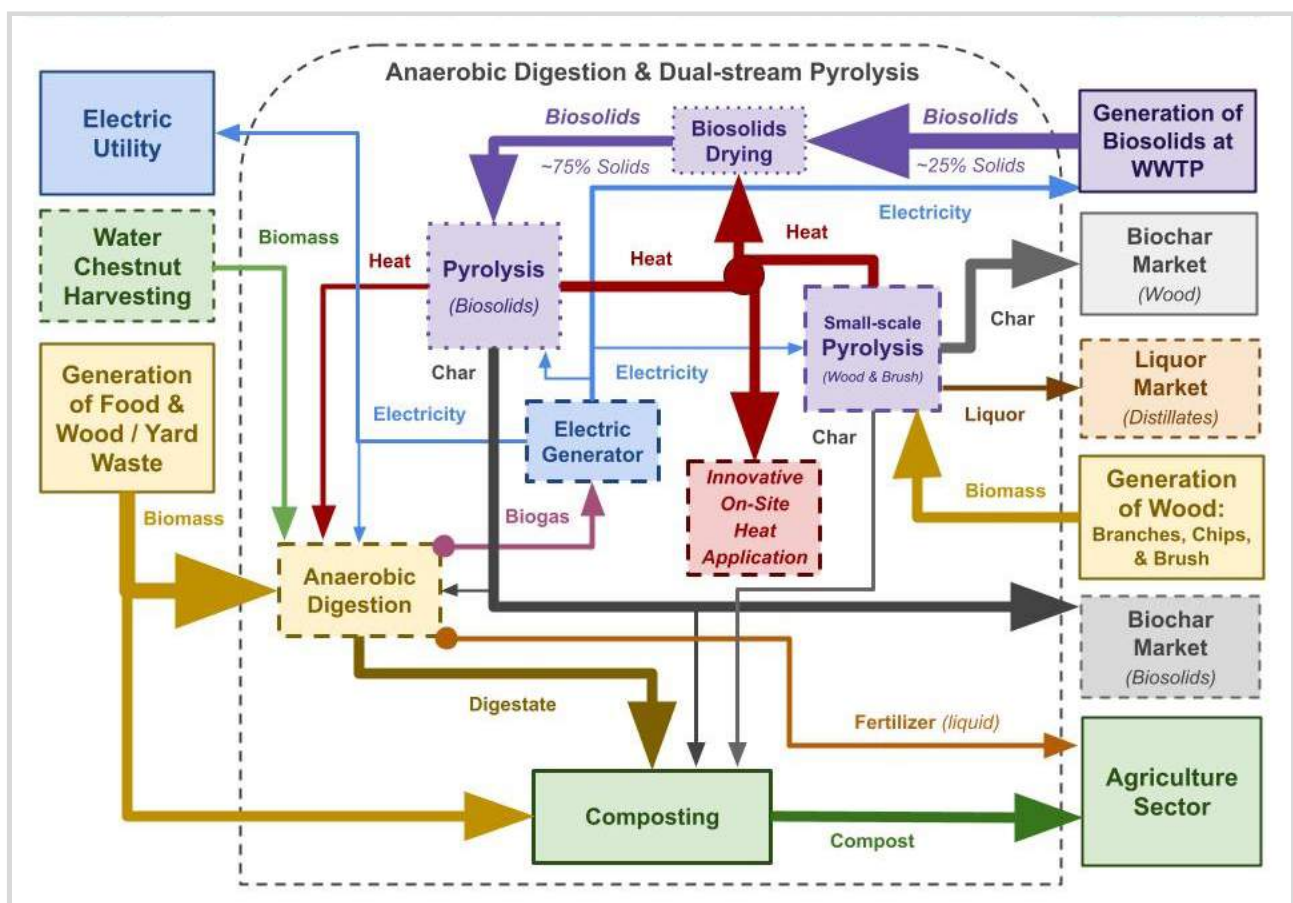 Anaerobic Digestion & Dual-stream Pyrolysis
Electric
Utility
Biosolids
~75% Solids
Biosolids
Drying
Biosolids
~25% Solids
Generation of
Biosolids at
WWTP
Electricity
Water
Chestnut
Harvesting
Biomass
Heat
Pyrolysis
(Biosolids)
Heat
Heat
Small-scale
Pyrolysis
(Wood & Brush)
Char
Biochar
Market
(Wood)
Generation
of Food &
Wood / Yard
Waste
Char
Electricity
Electricity
Electric
Generator
Char
Liquor
Liquor
Market
(Distillates)
Biomass
Biogas
Innovative
On-Site
Heat
Application
Biomass
Generation
of Wood:
Branches, Chips,
& Brush
Anaerobic
Digestion
Biochar
Market
(Biosolids)
Digestate
Fertilizer (liquid)
Composting
Compost
Agriculture
Sector